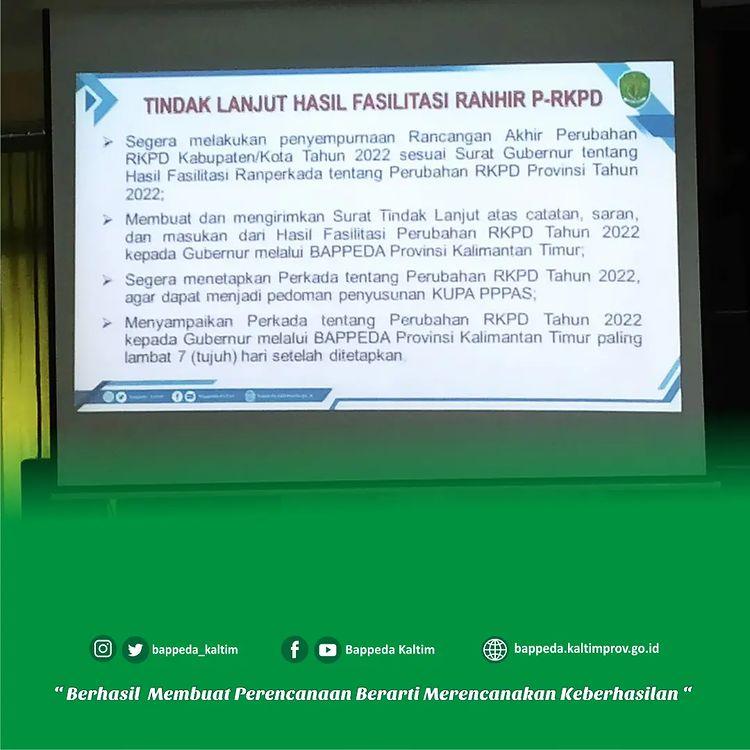 TINDAK LANJUT HASIL FASILITASI RANHIR P-RKPD
➢ Segera melakukan penyempurnaan Rancangan Akhir Perubahan
RKPD Kabupaten/Kota Tahun 2022 sesuai Surat Gubernur tentang
Hasil Fasilitasi Ranperkada tentang Perubahan RKPD Provinsi Tahun
2022;
➢ Membuat dan mengirimkan Surat Tindak Lanjut atas catatan, saran,
dan masukan dari Hasil Fasilitasi Perubahan RKPD Tahun 2022
kepada Gubernur melalui BAPPEDA Provinsi Kalimantan Timur;
➢ Segera menetapkan Perkada tentang Perubahan RKPD Tahun 2022,
agar dapat menjadi pedoman penyusunan KUPA PPPAS;
➢ Menyampaikan Perkada tentang Perubahan RKPD Tahun 2022
kepada Gubernur melalui BAPPEDA Provinsi Kalimantan Timur paling
lambat 7 (tujuh) hari setelah ditetapkan
bappeda_kaltim Bappeda Kaltim bappeda.kaltimprov.go.id
“ Berhasil Membuat Perencanaan Berarti Merencanakan Keberhasilan “